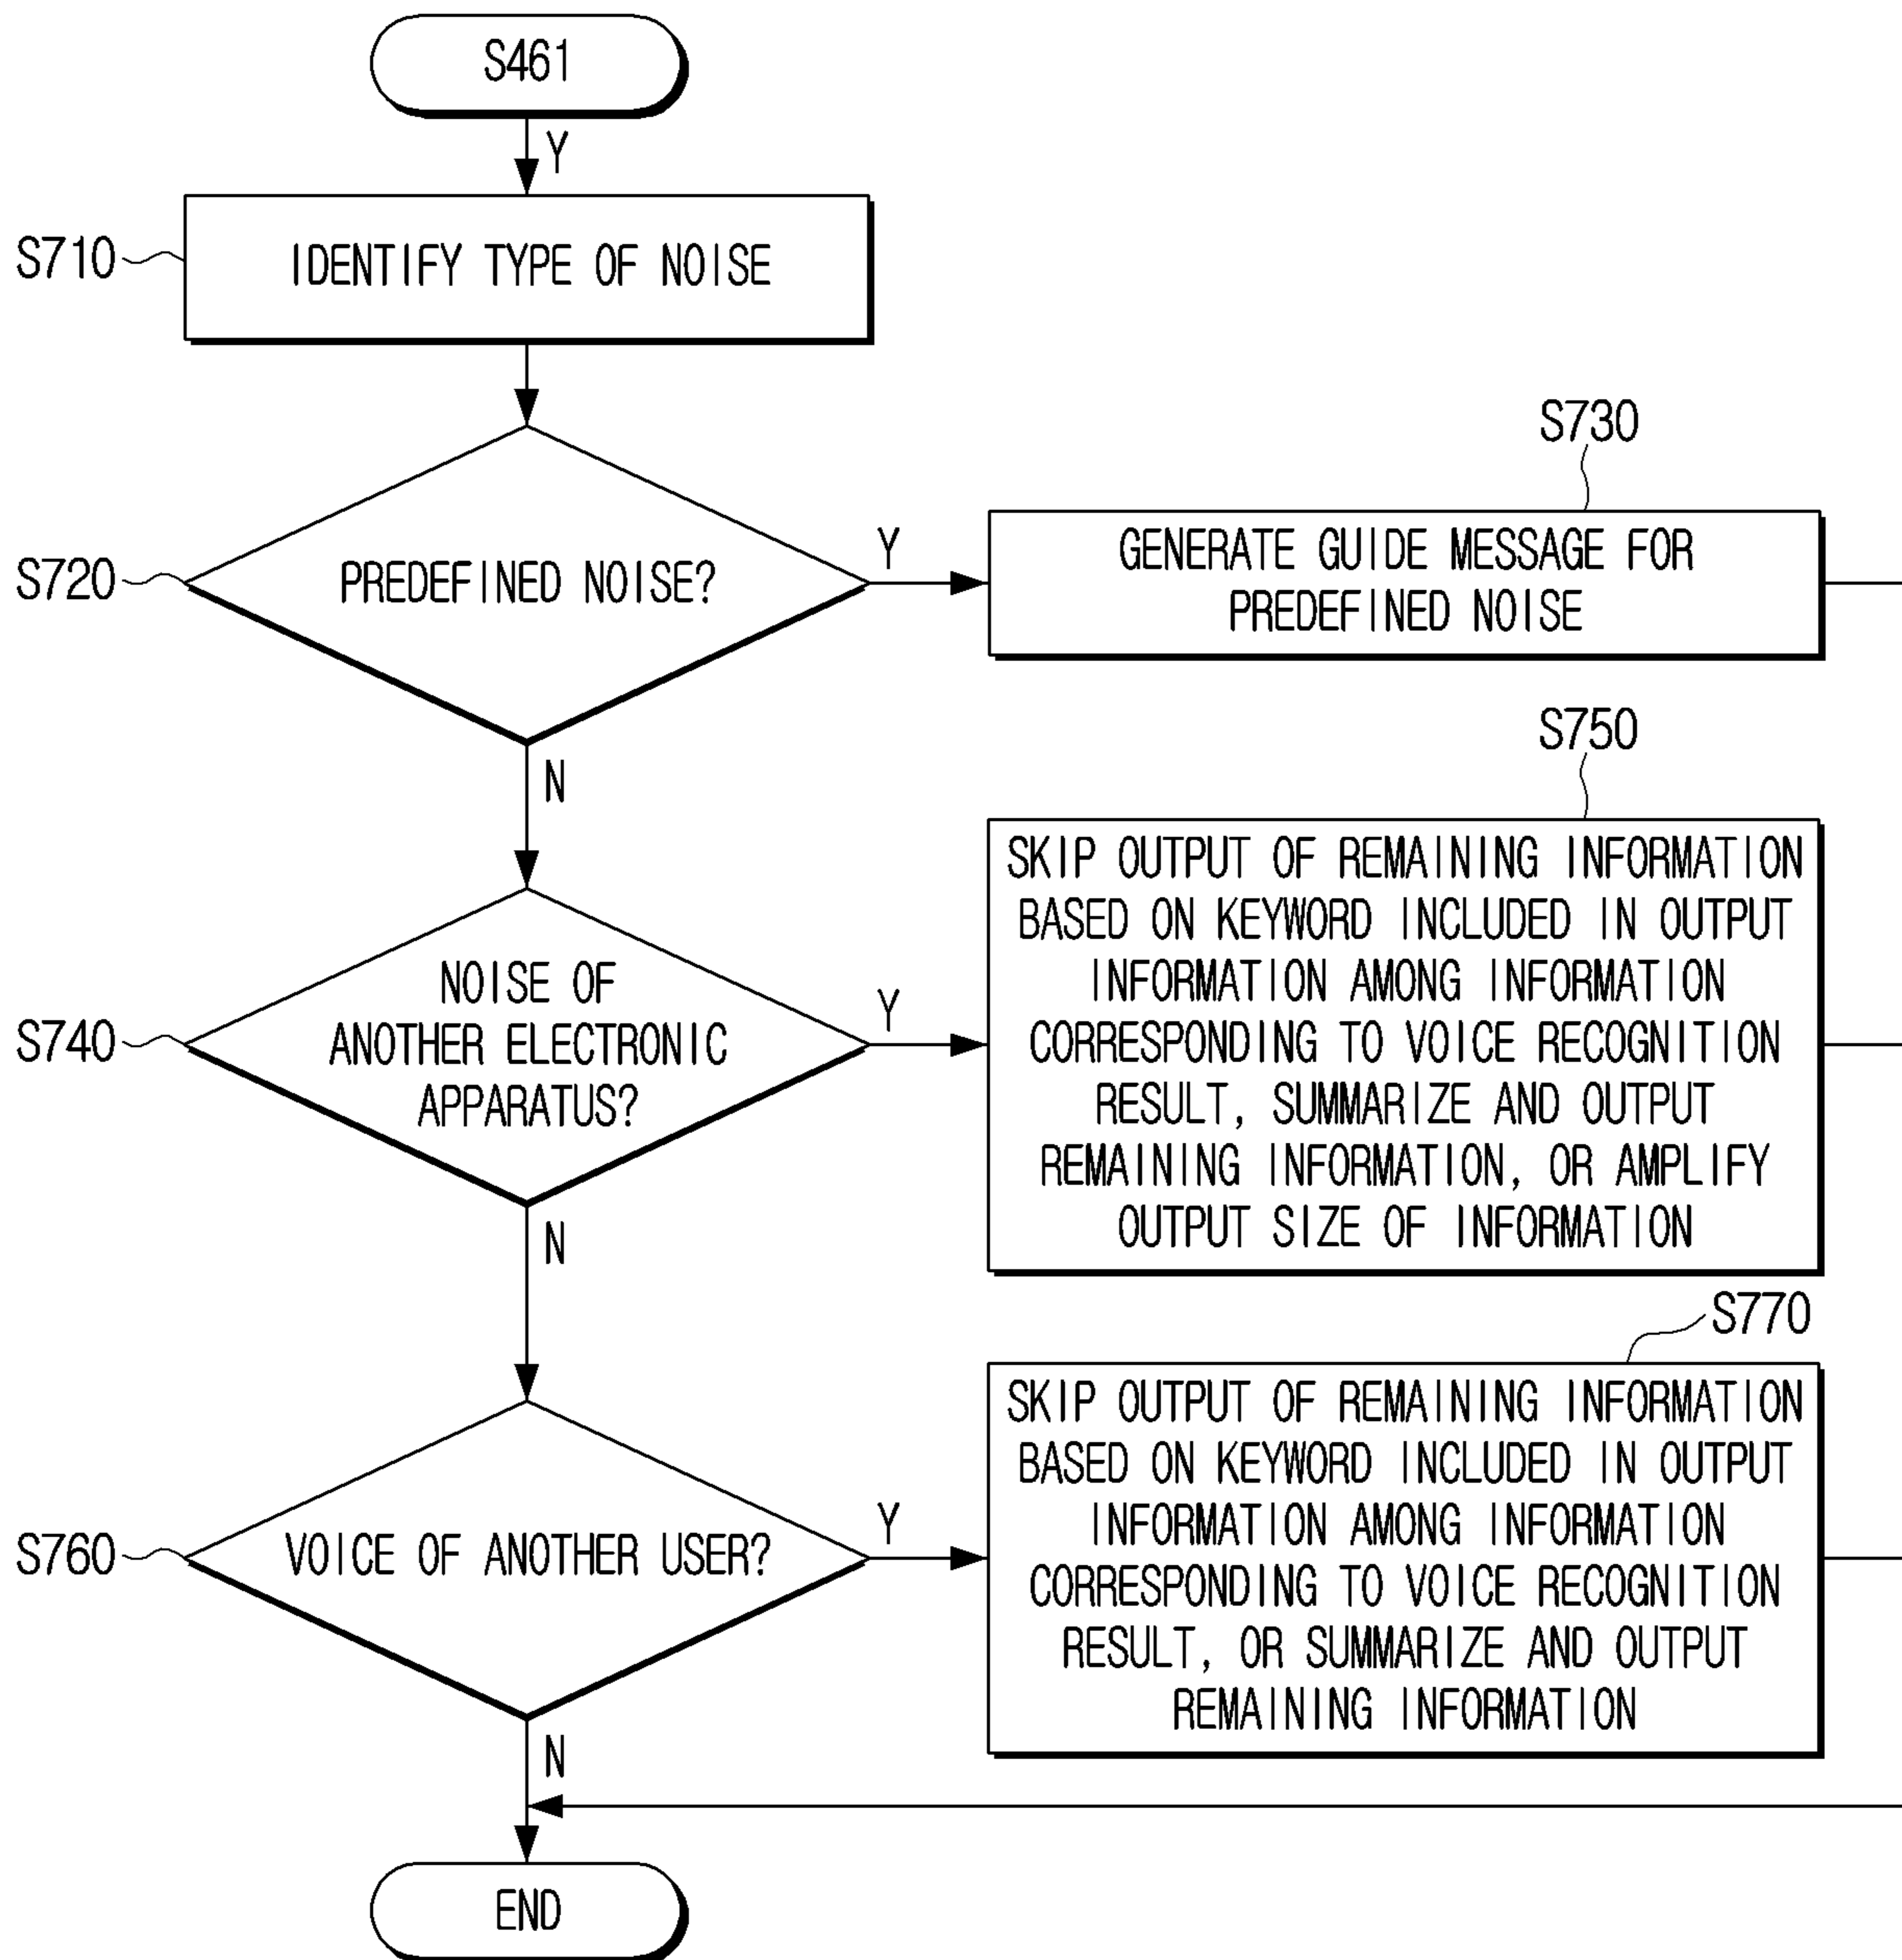 S461
Y
S710
IDENTIFY TYPE OF NOISE
S720
PREDEFINED NOISE?
Y
S730
GENERATE GUIDE MESSAGE FOR
PREDEFINED NOISE
N
S740
NOISE OF
ANOTHER ELECTRONIC
APPARATUS?
Y
S750
SKIP OUTPUT OF REMAINING INFORMATION
BASED ON KEYWORD INCLUDED IN OUTPUT
INFORMATION AMONG INFORMATION
CORRESPONDING TO VOICE RECOGNITION
RESULT, SUMMARIZE AND OUTPUT
REMAINING INFORMATION, OR AMPLIFY
OUTPUT SIZE OF INFORMATION
N
S760
VOICE OF ANOTHER USER?
Y
S770
SKIP OUTPUT OF REMAINING INFORMATION
BASED ON KEYWORD INCLUDED IN OUTPUT
INFORMATION AMONG INFORMATION
CORRESPONDING TO VOICE RECOGNITION
RESULT, OR SUMMARIZE AND OUTPUT
REMAINING INFORMATION
N
END